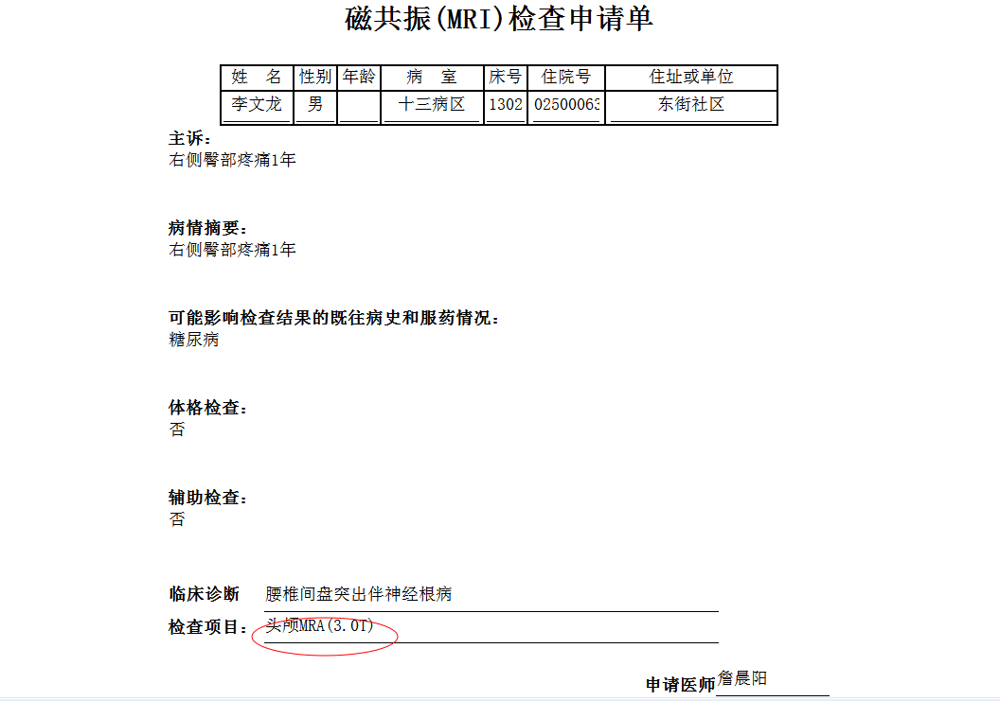 磁共振(MRI)检查申请单
姓 名 性别 年龄 病 室 床号 住院号 住址或单位
李文龙 男 十三病区 1302 02500063 东街社区
主诉:
右侧臀部疼痛1年
病情摘要:
右侧臀部疼痛1年
可能影响检查结果的既往病史和服药情况:
糖尿病
体格检查:
否
辅助检查:
否
临床诊断 腰椎间盘突出伴神经根病
检查项目: 头颅MRA(3.0T)
申请医师 詹晨阳